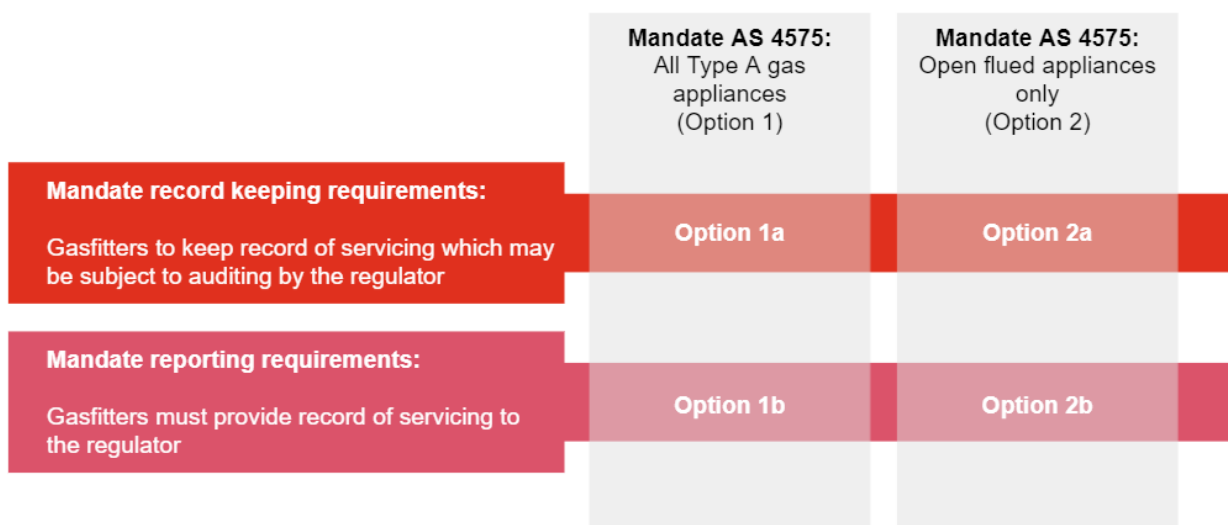 Mandate AS 4575:
All Type A gas
appliances
(Option 1)
Mandate AS 4575:
Open flued appliances
only
(Option 2)
Mandate record keeping requirements:
Gasfitters to keep record of servicing which may
be subject to auditing by the regulator
Option 1a
Option 2a
Mandate reporting requirements:
Gasfitters must provide record of servicing to
the regulator
Option 1b
Option 2b